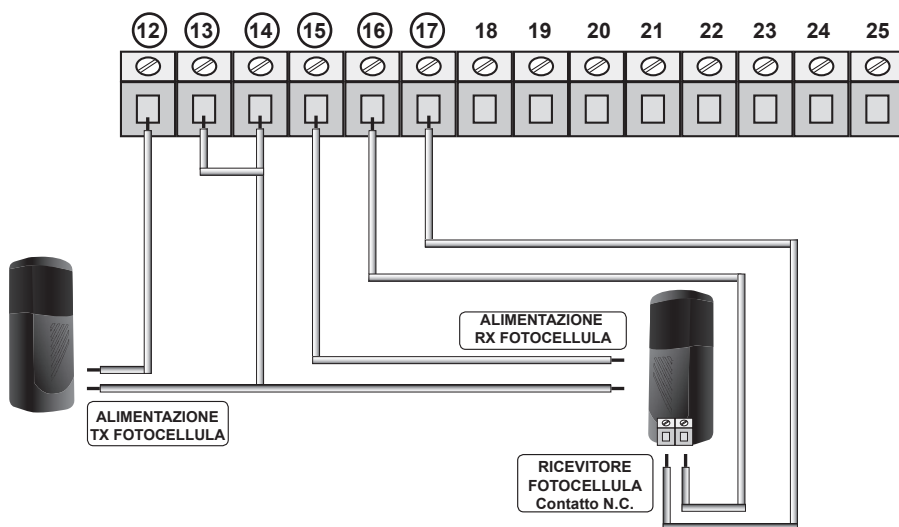 12 13 14 15 16 17 18 19 20 21 22 23 24 25
ALIMENTAZIONE
RX FOTOCELLULA
ALIMENTAZIONE
TX FOTOCELLULA
RICEVITORE
FOTOCELLULA
Contatto N.C.